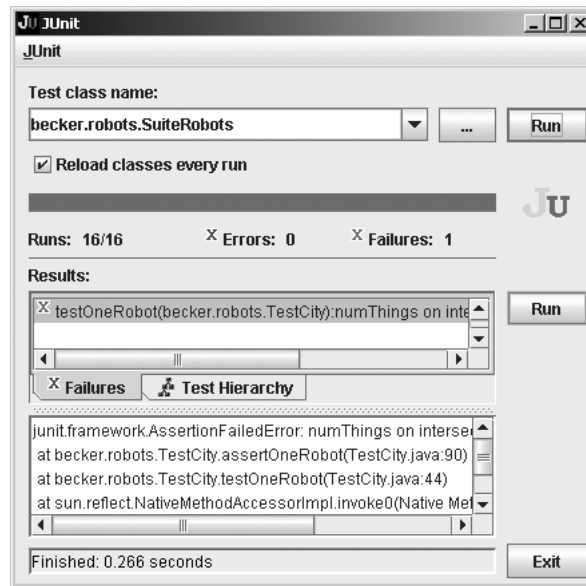 JU JUnit
JUnit
Test class name:
becker.robots.SuiteRobots
...
Run
Reload classes every run
JU
Runs: 16/16
X Errors: 0
X Failures: 1
Results:
X testOneRobot(becker.robots.TestCity):numThings on inte
Run
X Failures
Test Hierarchy
junit.framework.AssertionFailedError: numThings on intersec
at becker.robots.TestCity.assertOneRobot(TestCity.java:90)
at becker.robots.TestCity.testOneRobot(TestCity.java:44)
at sun.reflect.NativeMethodAccessorImpl.invoke0(Native Met
Finished: 0.266 seconds
Exit